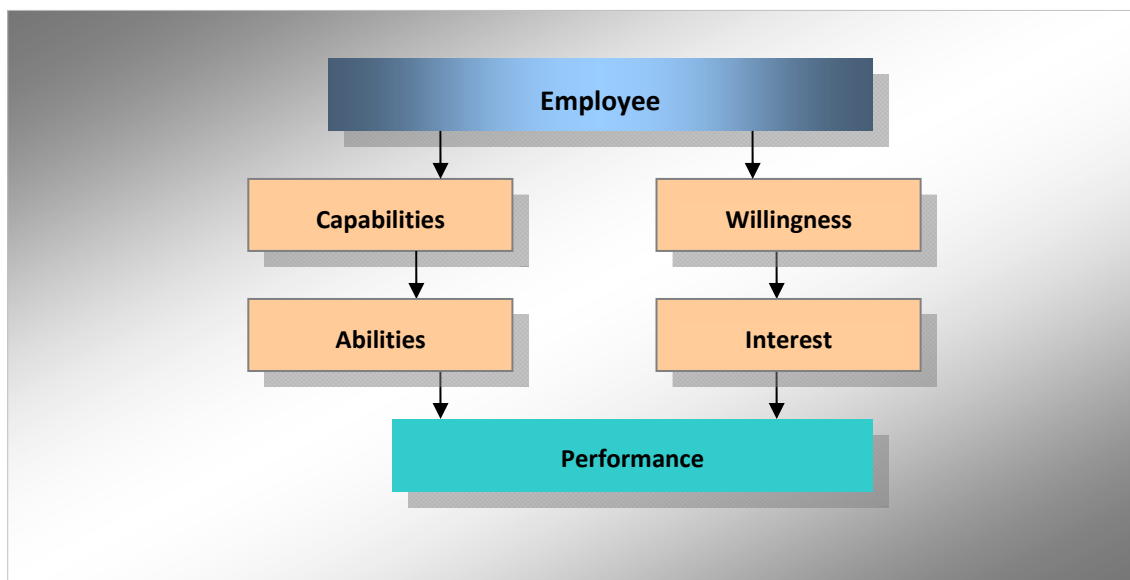 Employee
Capabilities
Willingness
Abilities
Interest
Performance